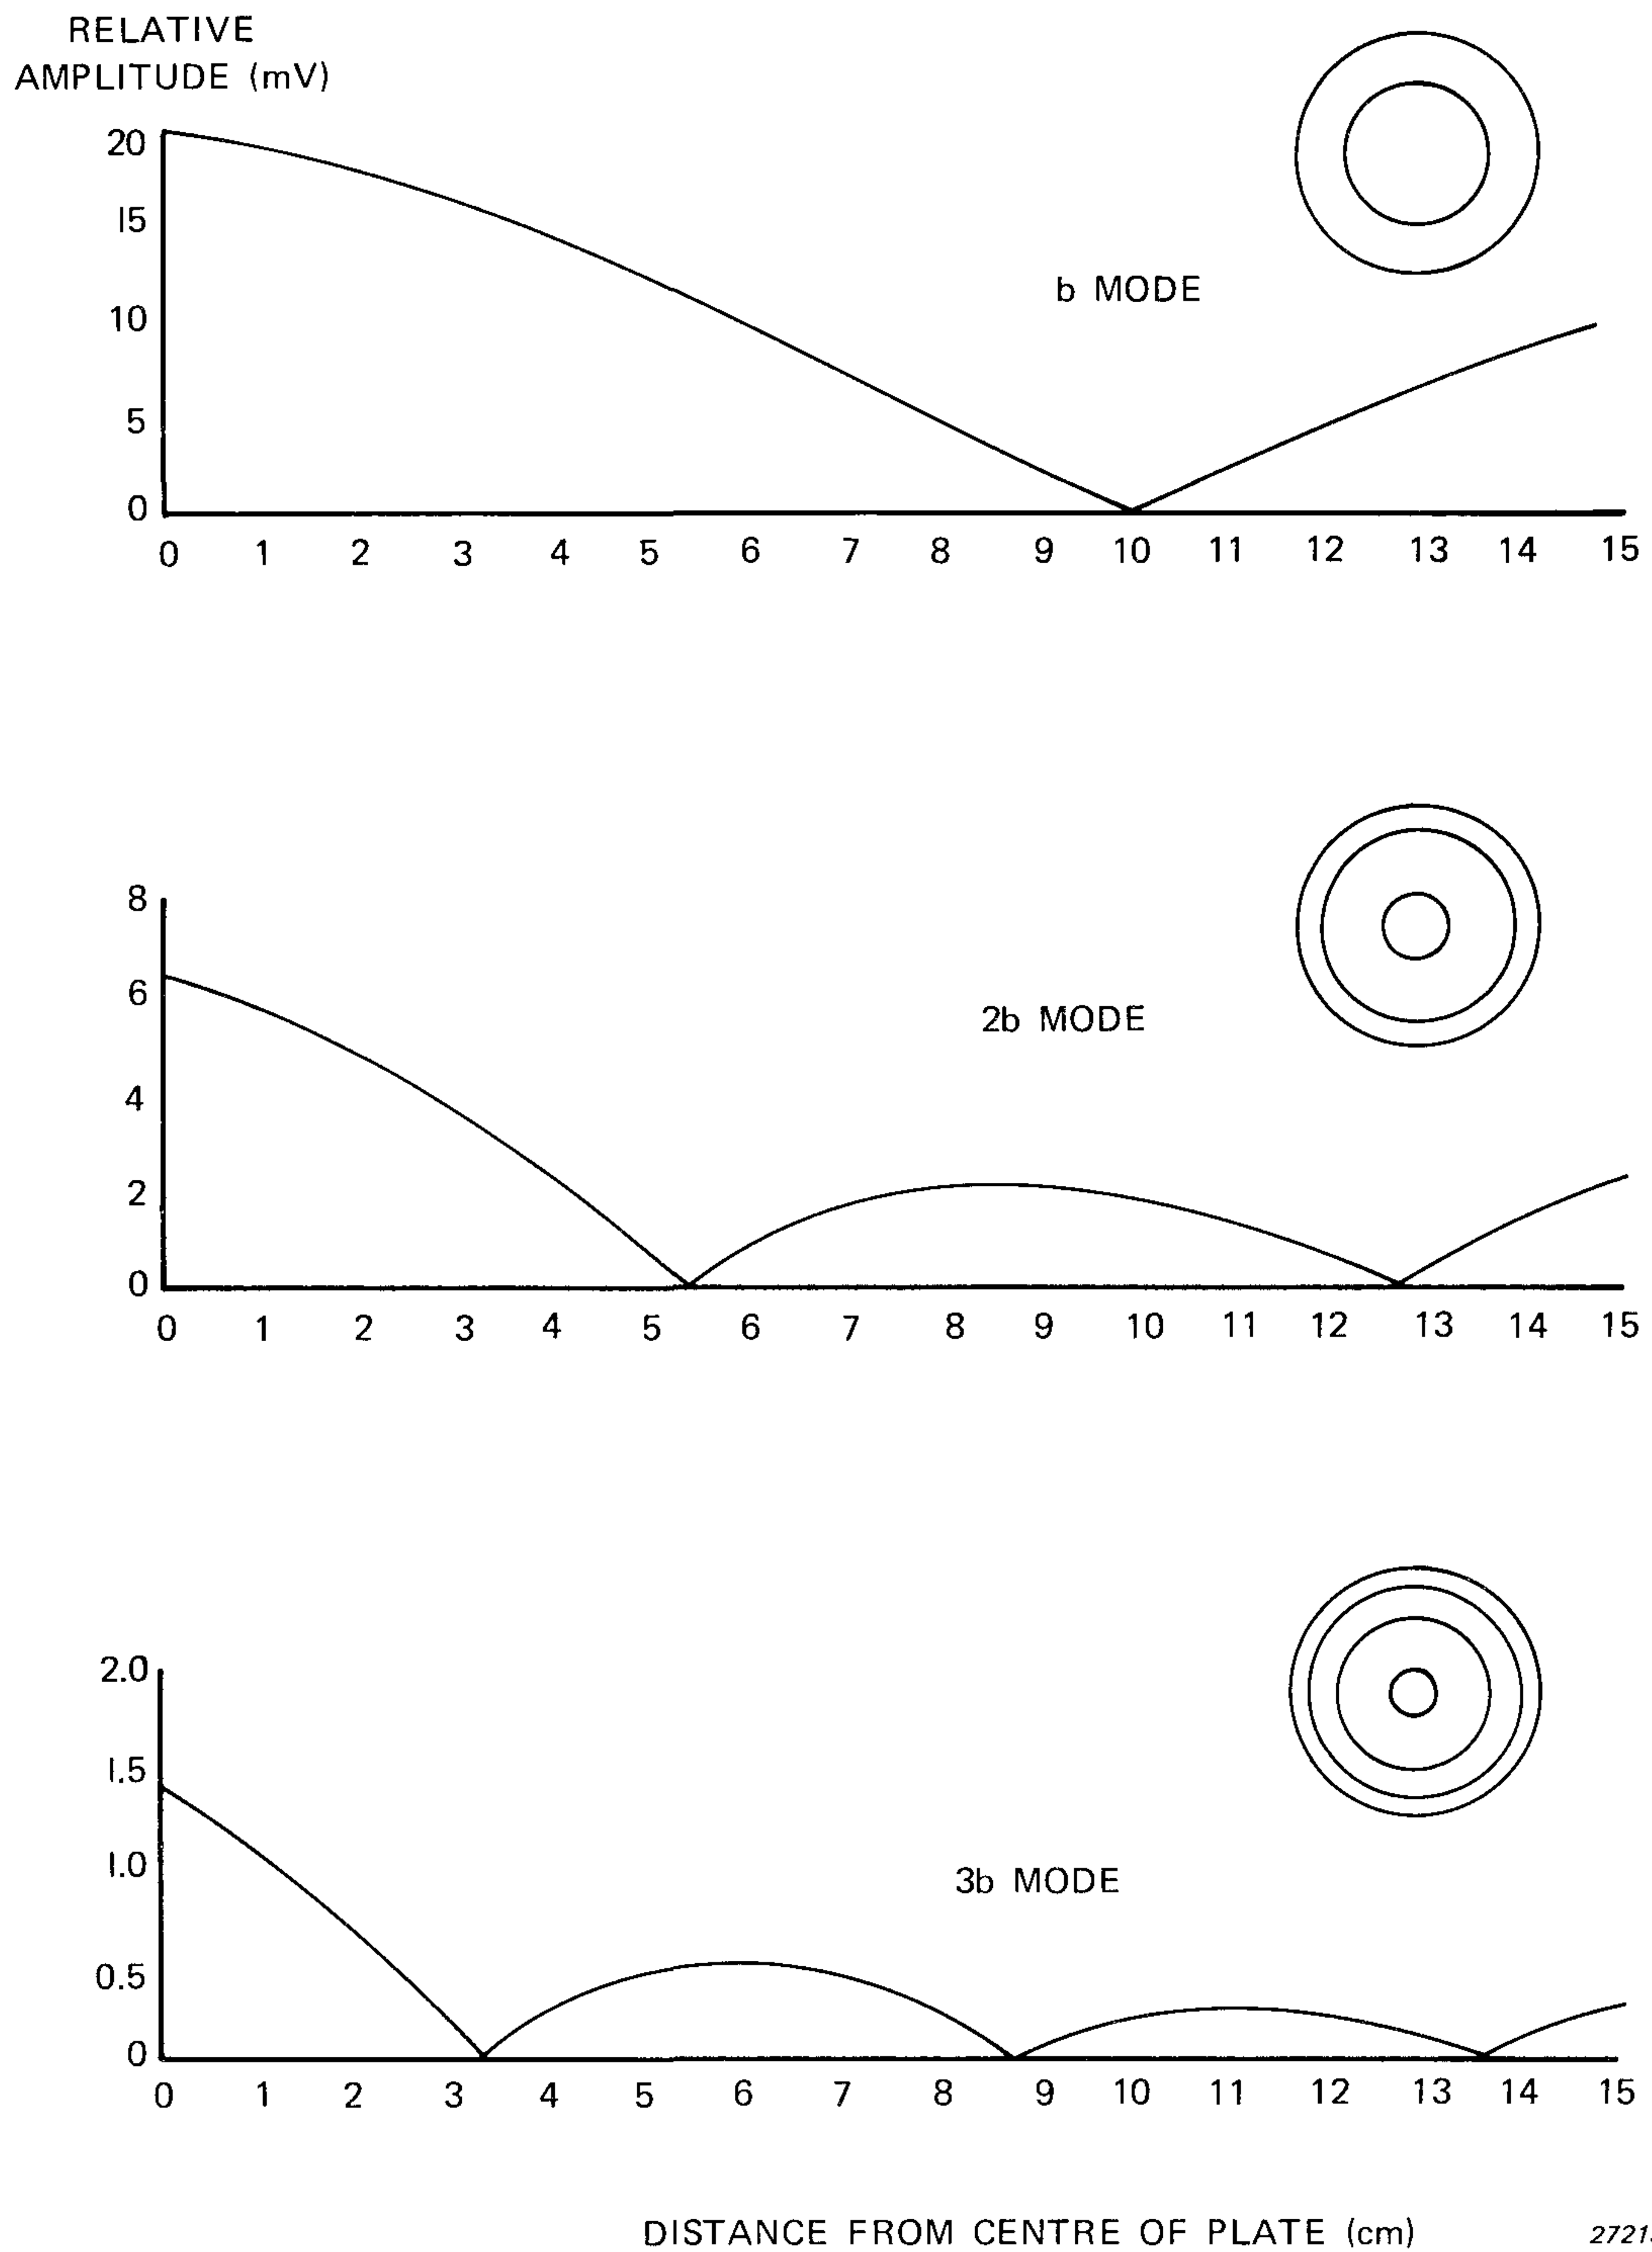 RELATIVE
AMPLITUDE (mV)
20
15
10
5
0
0 1 2 3 4 5 6 7 8 9 10 11 12 13 14 15
b MODE
8
6
4
2
0
0 1 2 3 4 5 6 7 8 9 10 11 12 13 14 15
2b MODE
2.0
1.5
1.0
0.5
0
0 1 2 3 4 5 6 7 8 9 10 11 12 13 14 15
3b MODE
DISTANCE FROM CENTRE OF PLATE (cm)
2721